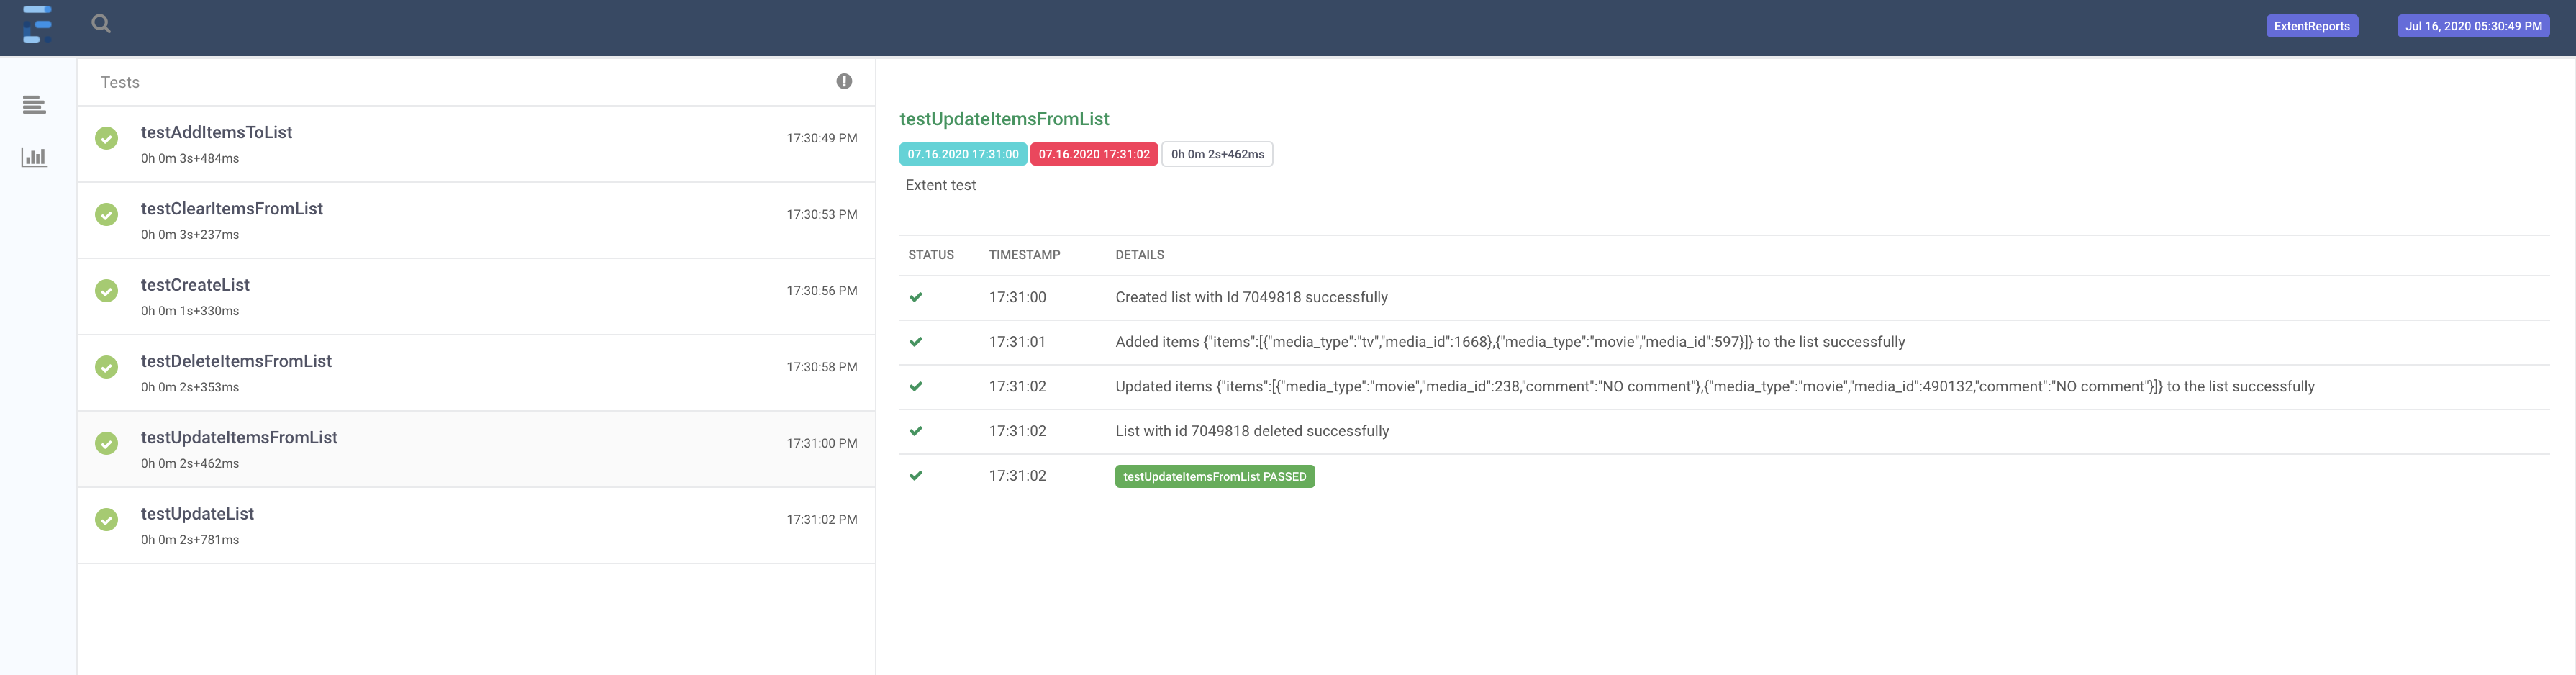 ExtentReports
Jul 16, 2020 05:30:49 PM
Tests
testAddItemsToList
17:30:49 PM
0h 0m 3s+484ms
testClearItemsFromList
17:30:53 PM
0h 0m 3s+237ms
testCreateList
17:30:56 PM
0h 0m 1s+330ms
testDeleteItemsFromList
17:30:58 PM
0h 0m 2s+353ms
testUpdateItemsFromList
17:31:00 PM
0h 0m 2s+462ms
testUpdateList
17:31:02 PM
0h 0m 2s+781ms
testUpdateItemsFromList
07.16.2020 17:31:00 07.16.2020 17:31:02 0h 0m 2s+462ms
Extent test
STATUS TIMESTAMP DETAILS
17:31:00 Created list with Id 7049818 successfully
17:31:01 Added items {"items":[{"media_type":"tv","media_id":1668},{"media_type":"movie","media_id":597}]} to the list successfully
17:31:02 Updated items {"items":[{"media_type":"movie","media_id":238,"comment":"NO comment"},{"media_type":"movie","media_id":490132,"comment":"NO comment"}]} to the list successfully
17:31:02 List with id 7049818 deleted successfully
17:31:02 testUpdateItemsFromList PASSED